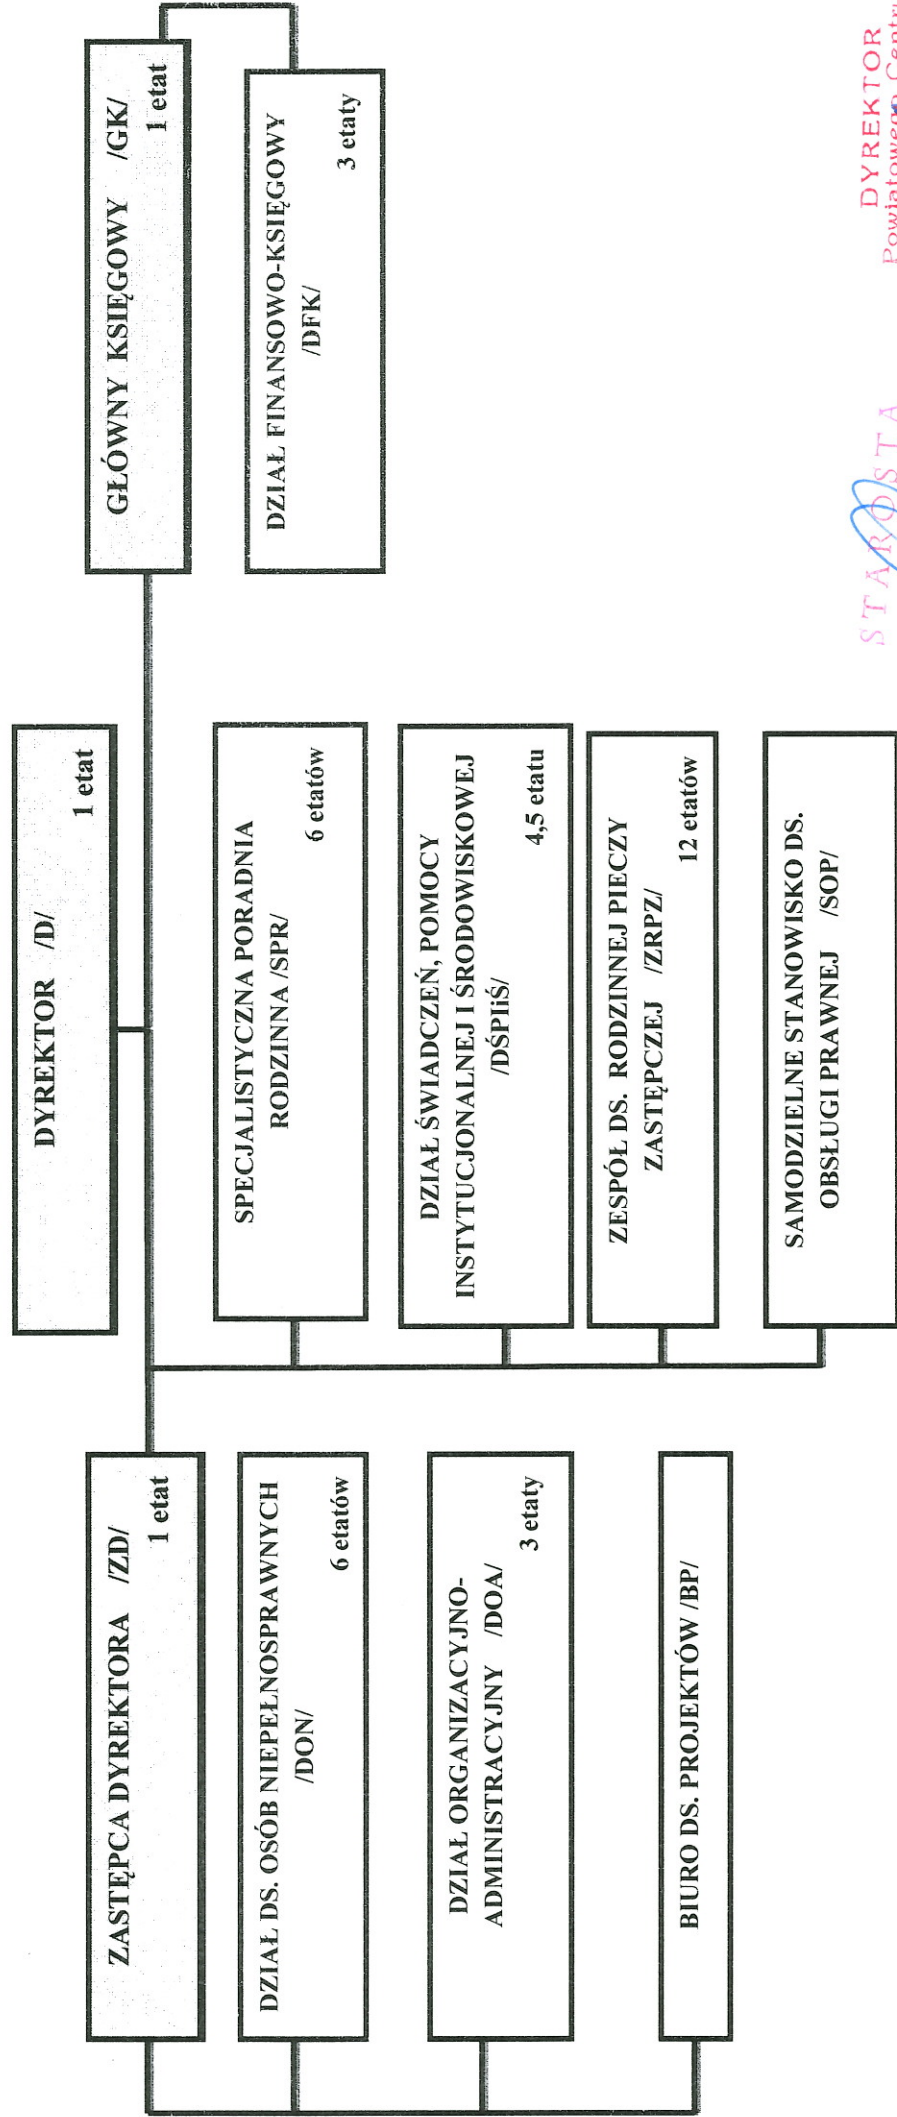 DYREKTOR /D/
1 etat
ZASTĘPCA DYREKTORA /ZD/
1 etat
DZIAŁ DS. OSÓB NIEPEŁNOSPRAWNYCH
/DON/
6 etatów
DZIAŁ ORGANIZACYJNO-
ADMINISTRACYJNY /DOA/
3 etaty
BIURO DS. PROJEKTÓW /BP/
SPECJALISTYCZNA PORADNIA
RODZINNA /SPR/
6 etatów
DZIAŁ ŚWIADCZEŃ, POMOCY
INSTYTUCJONALNEJ I ŚRODOWISKOWEJ
/DŚPIiŚ/
4,5 etatu
ZESPÓŁ DS. RODZINNEJ PIECZY
ZASTĘPCZEJ /ZRPZ/
12 etatów
SAMODZIELNE STANOWISKO DS.
OBSŁUGI PRAWNEJ /SOP/
GŁÓWNY KSIĘGOWY /GK/
1 etat
DZIAŁ FINANSOWO-KSIĘGOWY
/DFK/
3 etaty
STAROSTA
DYREKTOR
Powiatowego Centr